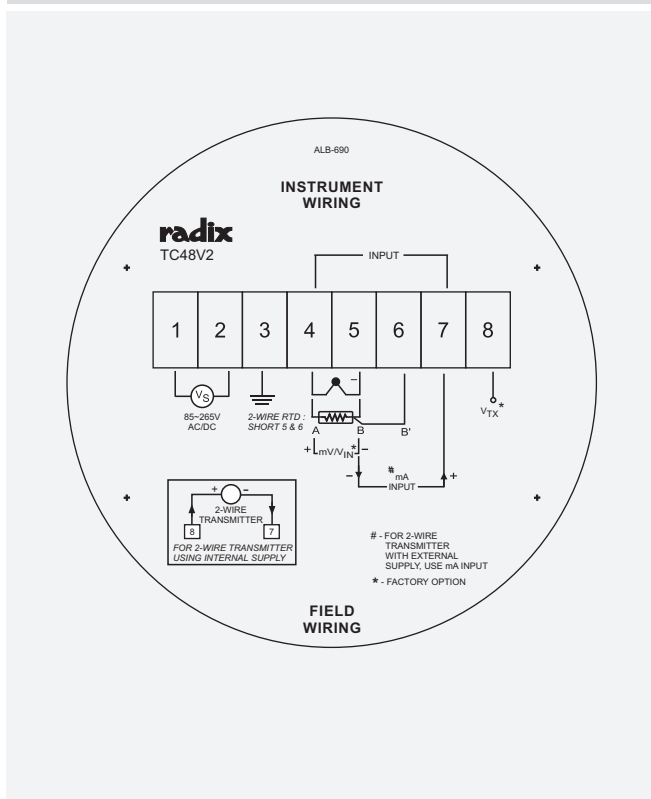 ALB-690
INSTRUMENT
WIRING
radix
TC48V2
INPUT
1 2 3 4 5 6 7 8
–
VS
85~265V
AC/DC
2-WIRE RTD :
SHORT 5 & 6
A B B'
VTX*
+ mV/VIN* –
– # mA +
INPUT
+ –
2-WIRE
TRANSMITTER
8 7
FOR 2-WIRE TRANSMITTER
USING INTERNAL SUPPLY
# - FOR 2-WIRE
TRANSMITTER
WITH EXTERNAL
SUPPLY, USE mA INPUT
* - FACTORY OPTION
FIELD
WIRING